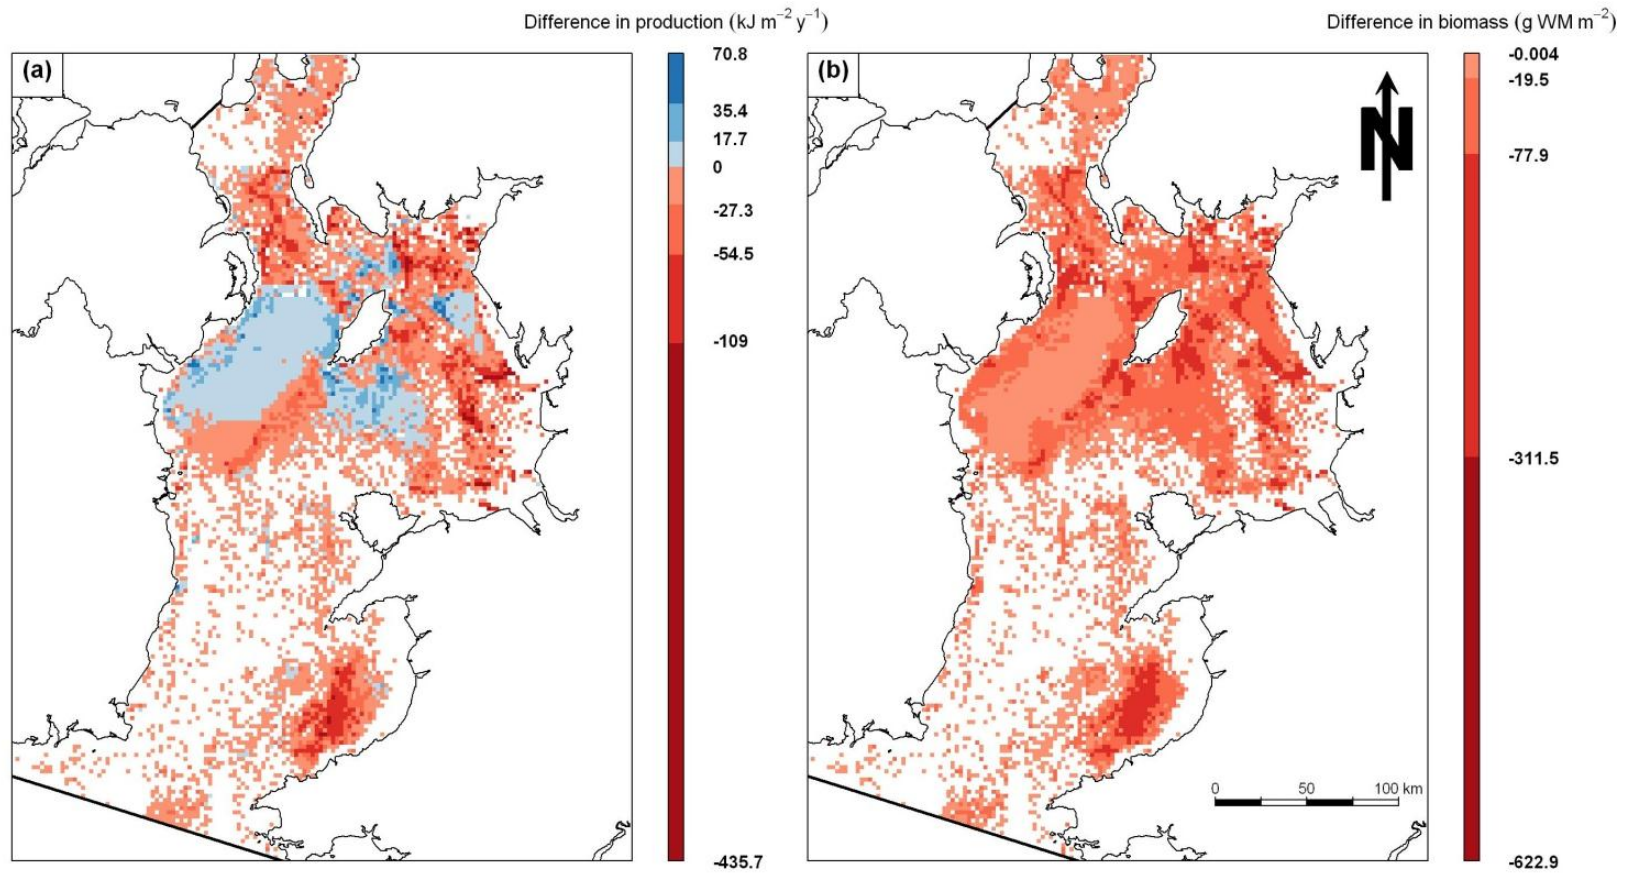 Difference in production (kJ m⁻² y⁻¹)
Difference in biomass (g WM m⁻²)
(a)
70.8
35.4
17.7
0
-27.3
-54.5
-109
-435.7
(b)
N
-0.004
-19.5
-77.9
-311.5
-622.9
0 50 100 km